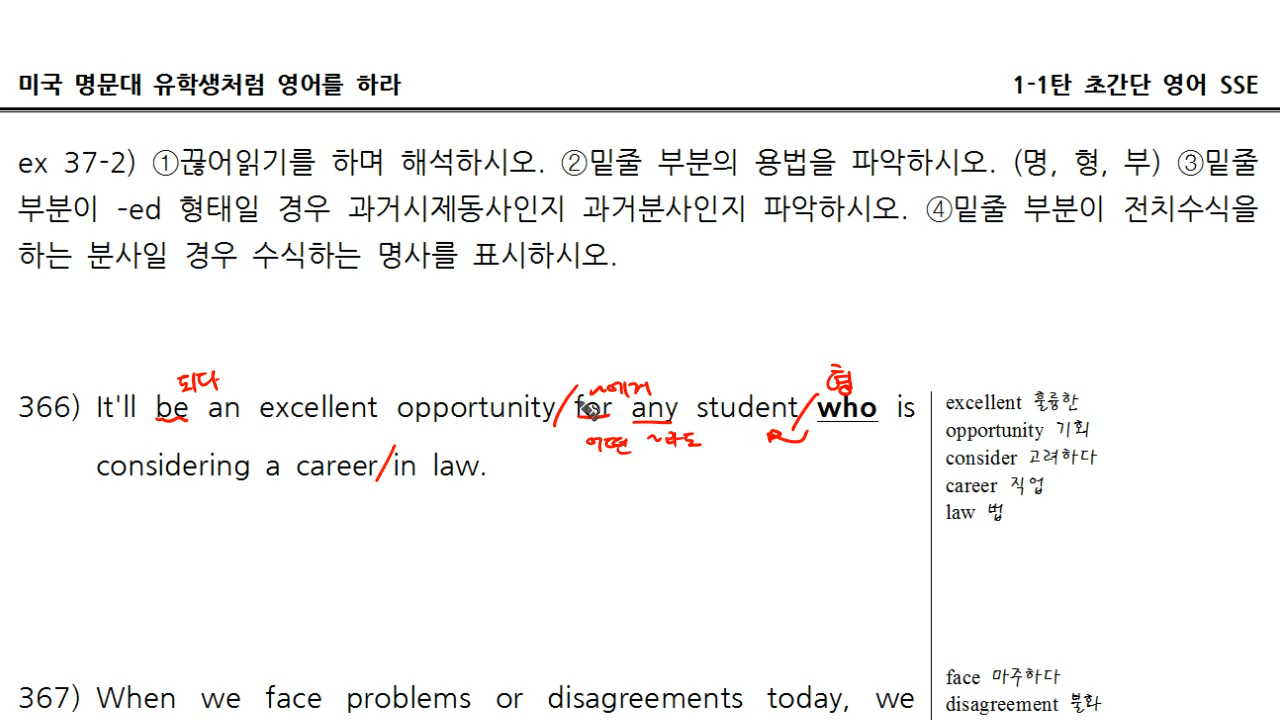 미국 명문대 유학생처럼 영어를 하라
1-1탄 초간단 영어 SSE
ex 37-2) ①끊어읽기를 하며 해석하시오. ②밑줄 부분의 용법을 파악하시오. (명, 형, 부) ③밑줄
부분이 -ed 형태일 경우 과거시제동사인지 과거분사인지 파악하시오. ④밑줄 부분이 전치수식을
하는 분사일 경우 수식하는 명사를 표시하시오.
되다
~에게
형
366) It'll be an excellent opportunity for any student who is
어떤 ~라도
considering a career in law.
excellent 훌륭한
opportunity 기회
consider 고려하다
career 직업
law 법
367) When we face problems or disagreements today, we
face 마주하다
disagreement 불화